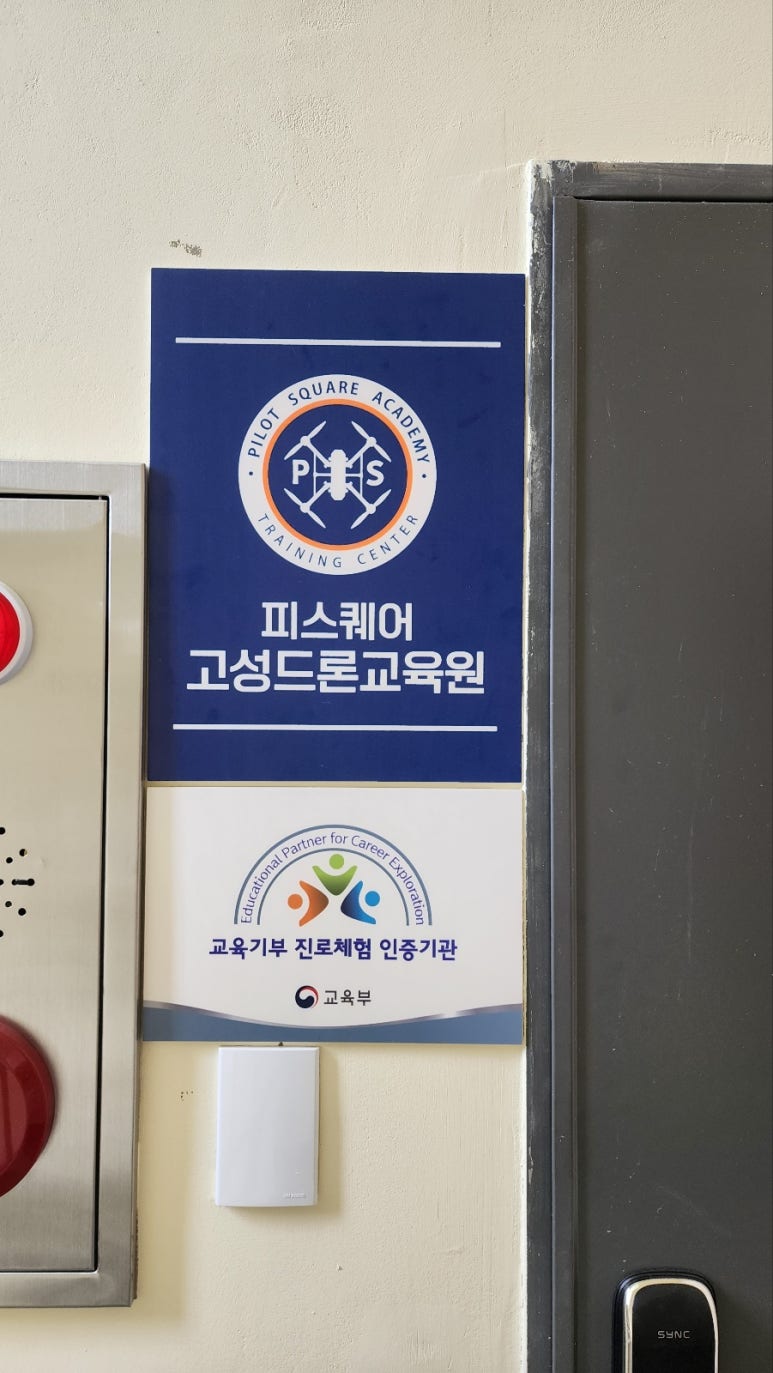 PILOT SQUARE ACADEMY
P S
TRAINING CENTER
피스퀘어
고성드론교육원
Educational Partner for Career Exploration
교육기부 진로체험 인증기관
교육부
SYNC